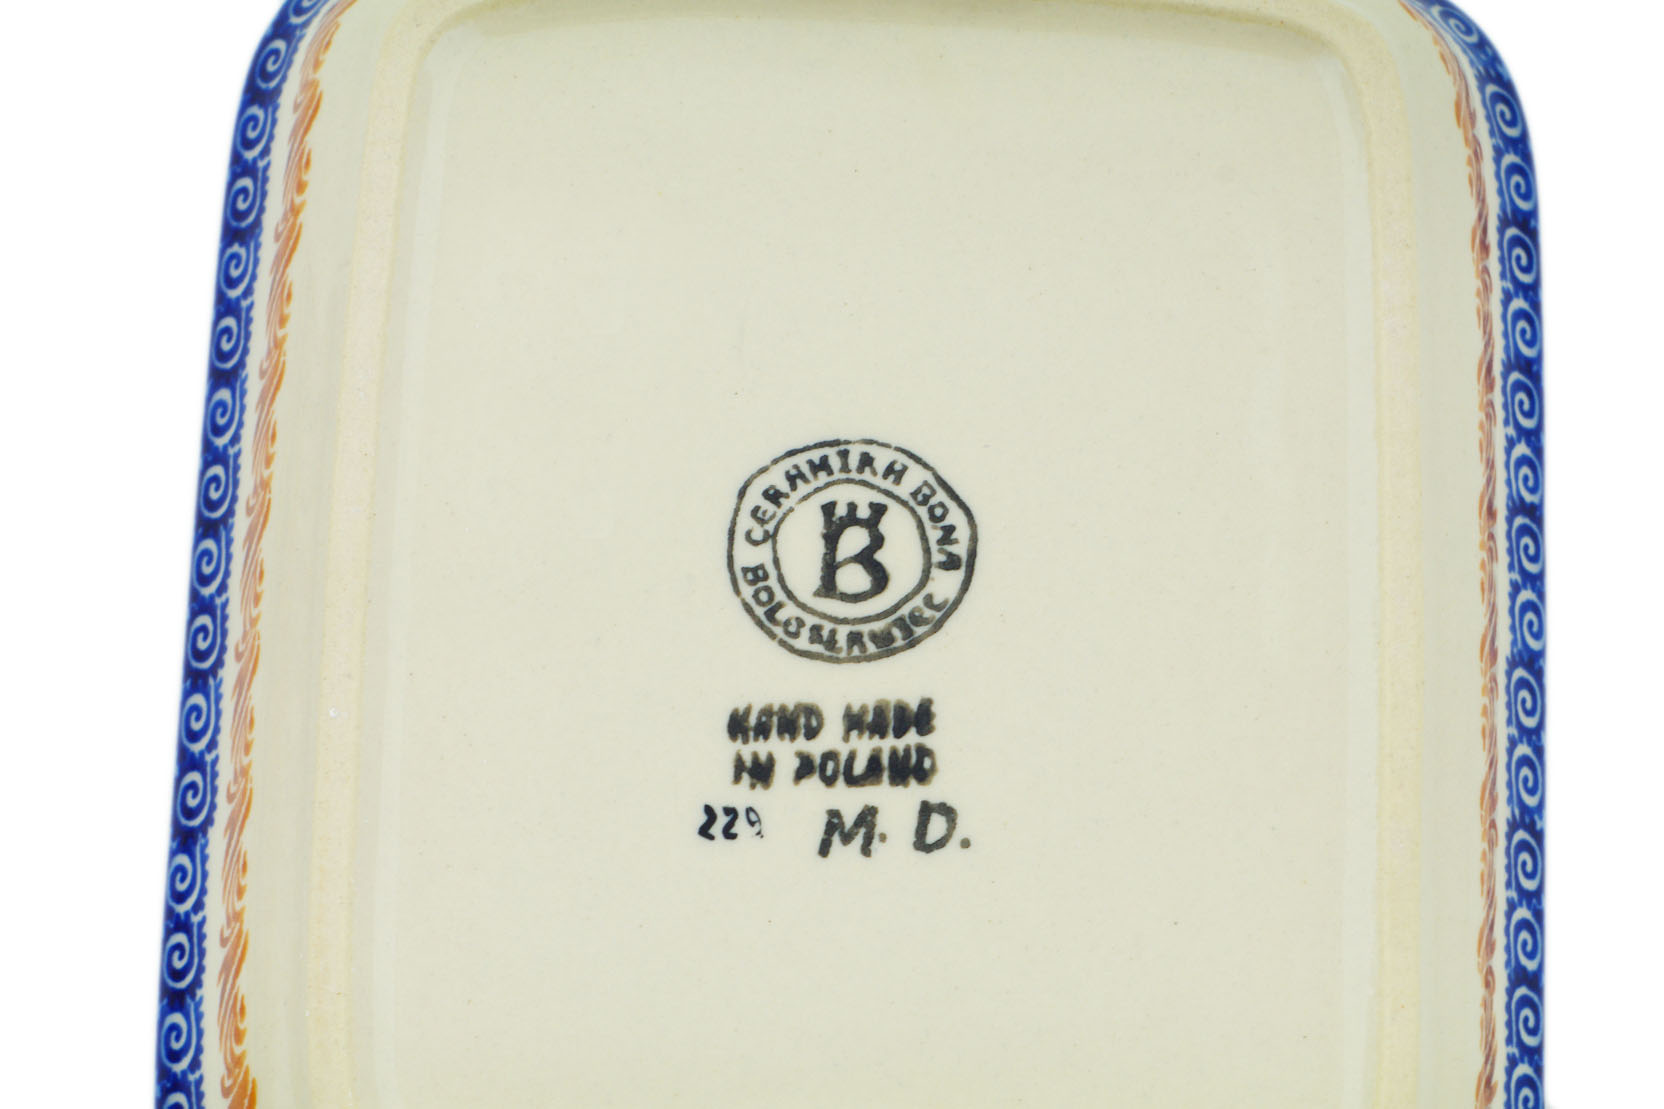 CERAMIKA BONA
BOLESŁAWIEC
B
HAND MADE
IN POLAND
229 M. D.